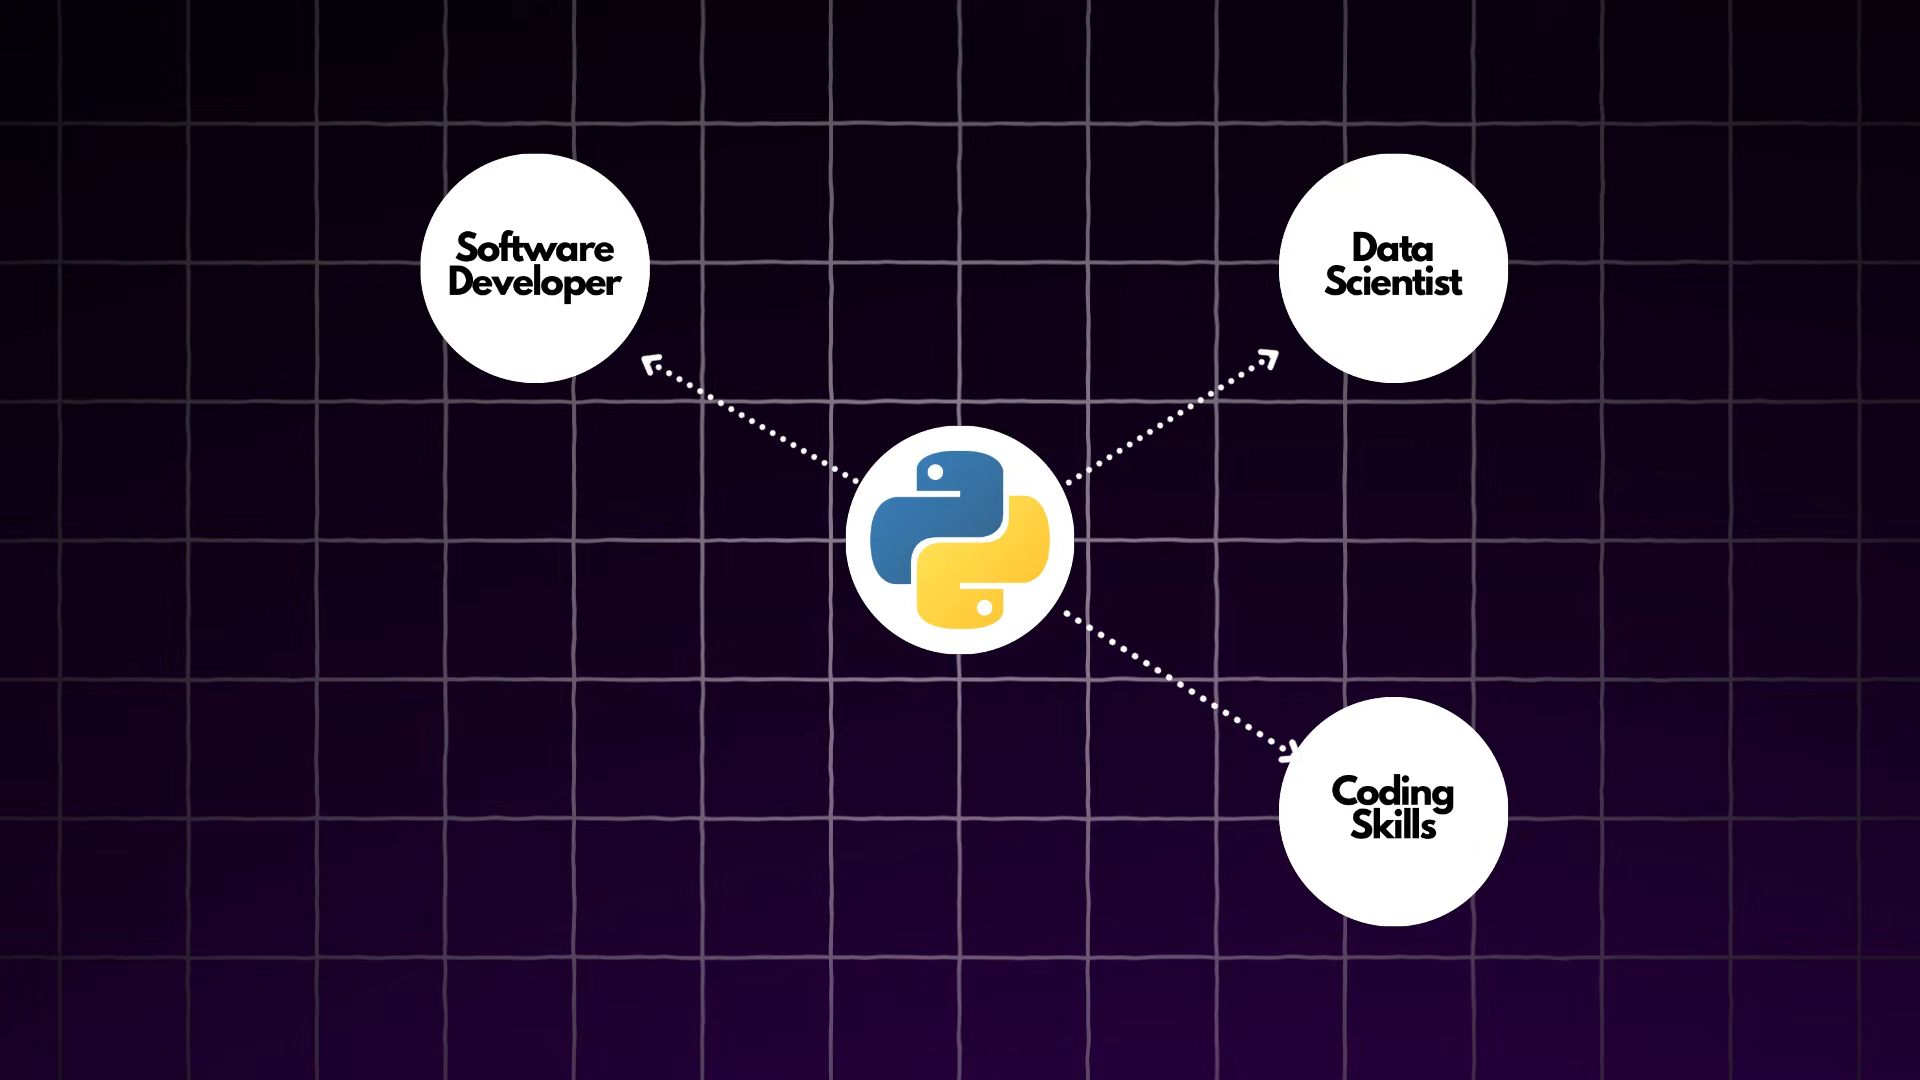 Software
Developer
Data
Scientist
Coding
Skills